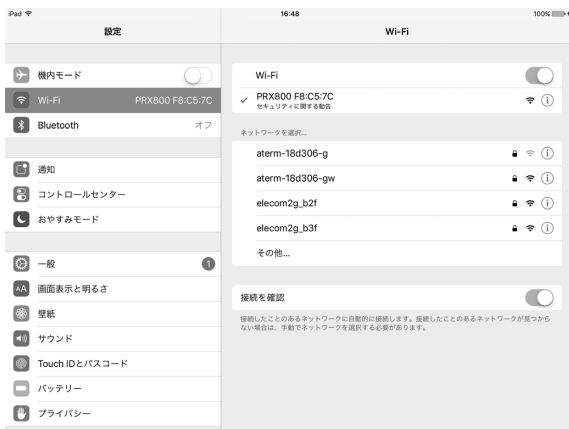 iPad 16:48 100%
設定
機内モード
Wi-Fi PRX800 F8:C5:7C
Bluetooth オフ
通知
コントロールセンター
おやすみモード
一般 1
AA 画面表示と明るさ
壁紙
サウンド
Touch IDとパスコード
バッテリー
プライバシー
Wi-Fi
Wi-Fi
PRX800 F8:C5:7C
セキュリティに関する勧告
ネットワークを選択...
aterm-18d306-g
aterm-18d306-gw
elecom2g_b2f
elecom2g_b3f
その他...
接続を確認
接続したことのあるネットワークに自動的に接続します。接続したことのあるネットワークが見つから
ない場合は、手動でネットワークを選択する必要があります。